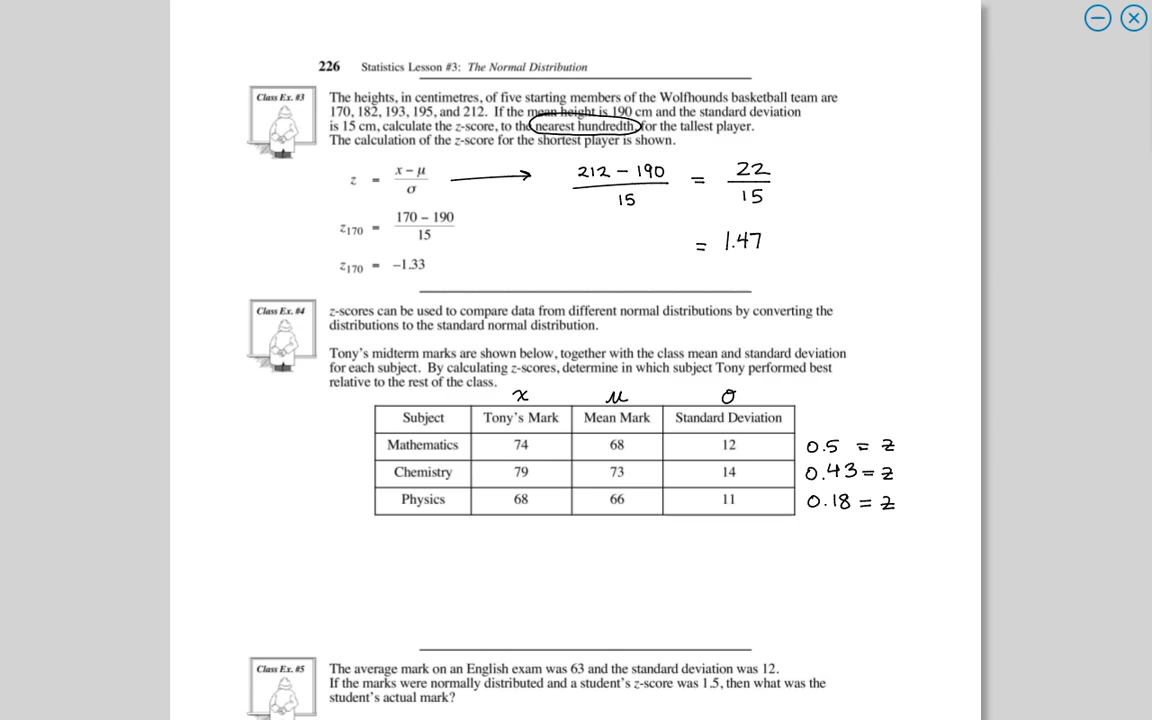 226 Statistics Lesson #3: The Normal Distribution
Class Ex. #3
The heights, in centimetres, of five starting members of the Wolfhounds basketball team are
170, 182, 193, 195, and 212. If the mean height is 190 cm and the standard deviation
is 15 cm, calculate the z-score, to the nearest hundredth, for the tallest player.
The calculation of the z-score for the shortest player is shown.
z = x − μ / σ → 212 − 190 / 15 = 22 / 15
z170 = 170 − 190 / 15
= 1.47
z170 = −1.33
Class Ex. #4
z-scores can be used to compare data from different normal distributions by converting the
distributions to the standard normal distribution.
Tony's midterm marks are shown below, together with the class mean and standard deviation
for each subject. By calculating z-scores, determine in which subject Tony performed best
relative to the rest of the class.
x μ σ
Subject Tony's Mark Mean Mark Standard Deviation
Mathematics 74 68 12 0.5 = z
Chemistry 79 73 14 0.43 = z
Physics 68 66 11 0.18 = z
Class Ex. #5
The average mark on an English exam was 63 and the standard deviation was 12.
If the marks were normally distributed and a student's z-score was 1.5, then what was the
student's actual mark?